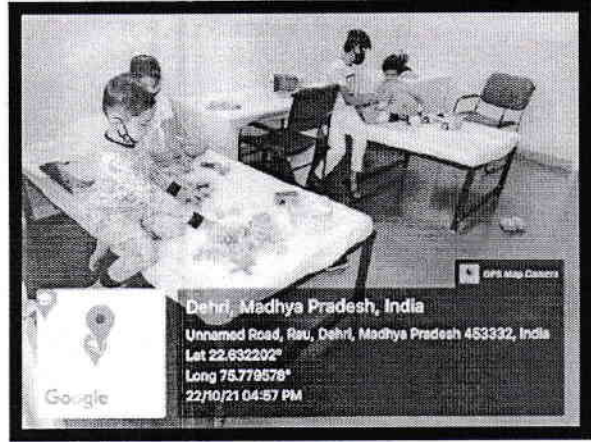 GPS Map Camera
Dehri, Madhya Pradesh, India
Unnamed Road, Rau, Dehri, Madhya Pradesh 453332, India
Lat 22.632202°
Long 75.779578°
22/10/21 04:57 PM
Google